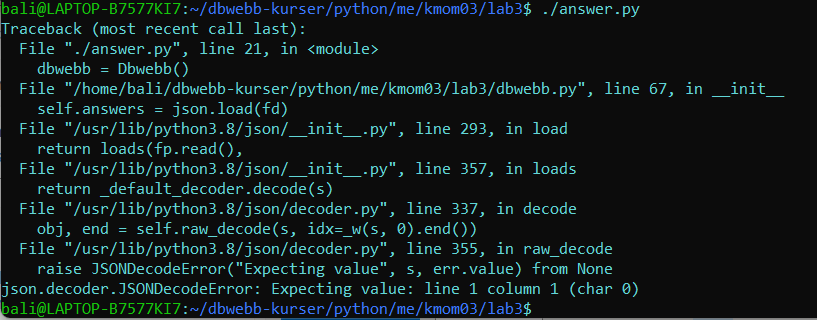 bali@LAPTOP-B7577KI7:~/dbwebb-kurser/python/me/kmom03/lab3$ ./answer.py
Traceback (most recent call last):
  File "./answer.py", line 21, in <module>
    dbwebb = Dbwebb()
  File "/home/bali/dbwebb-kurser/python/me/kmom03/lab3/dbwebb.py", line 67, in __init__
    self.answers = json.load(fd)
  File "/usr/lib/python3.8/json/__init__.py", line 293, in load
    return loads(fp.read(),
  File "/usr/lib/python3.8/json/__init__.py", line 357, in loads
    return _default_decoder.decode(s)
  File "/usr/lib/python3.8/json/decoder.py", line 337, in decode
    obj, end = self.raw_decode(s, idx=_w(s, 0).end())
  File "/usr/lib/python3.8/json/decoder.py", line 355, in raw_decode
    raise JSONDecodeError("Expecting value", s, err.value) from None
json.decoder.JSONDecodeError: Expecting value: line 1 column 1 (char 0)
bali@LAPTOP-B7577KI7:~/dbwebb-kurser/python/me/kmom03/lab3$